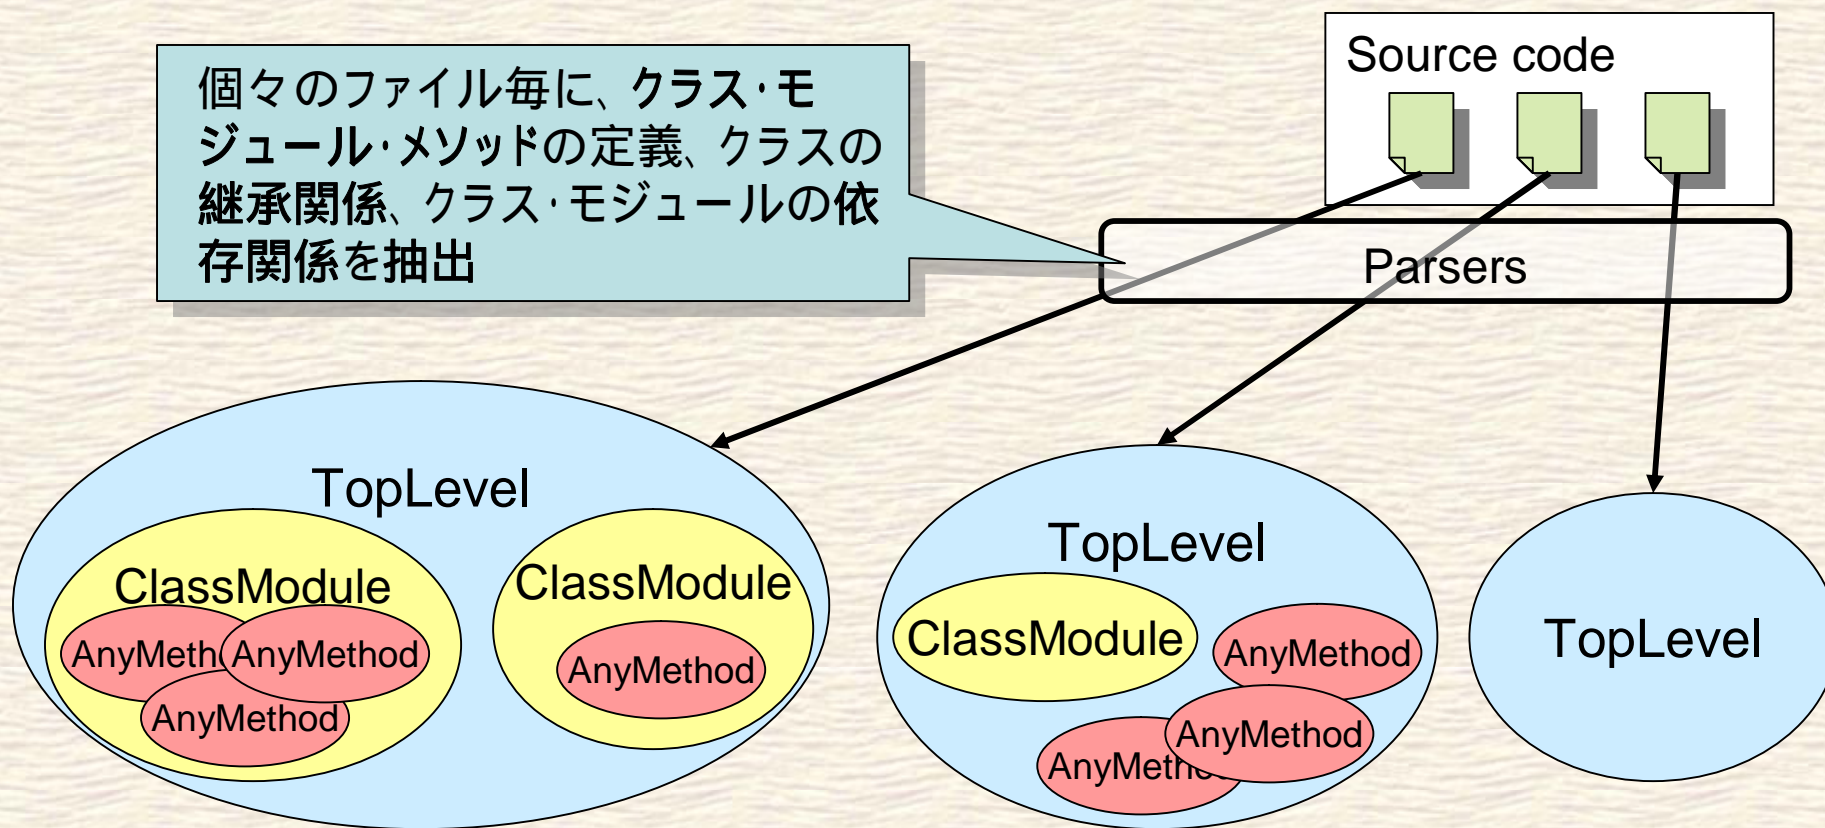 個々のファイル毎に、クラス・モ
ジュール・メソッドの定義、クラスの
継承関係、クラス・モジュールの依
存関係を抽出
Source code
Parsers
TopLevel
ClassModule
AnyMeth
AnyMethod
AnyMethod
ClassModule
AnyMethod
TopLevel
ClassModule
AnyMethod
AnyMethod
AnyMeth
TopLevel